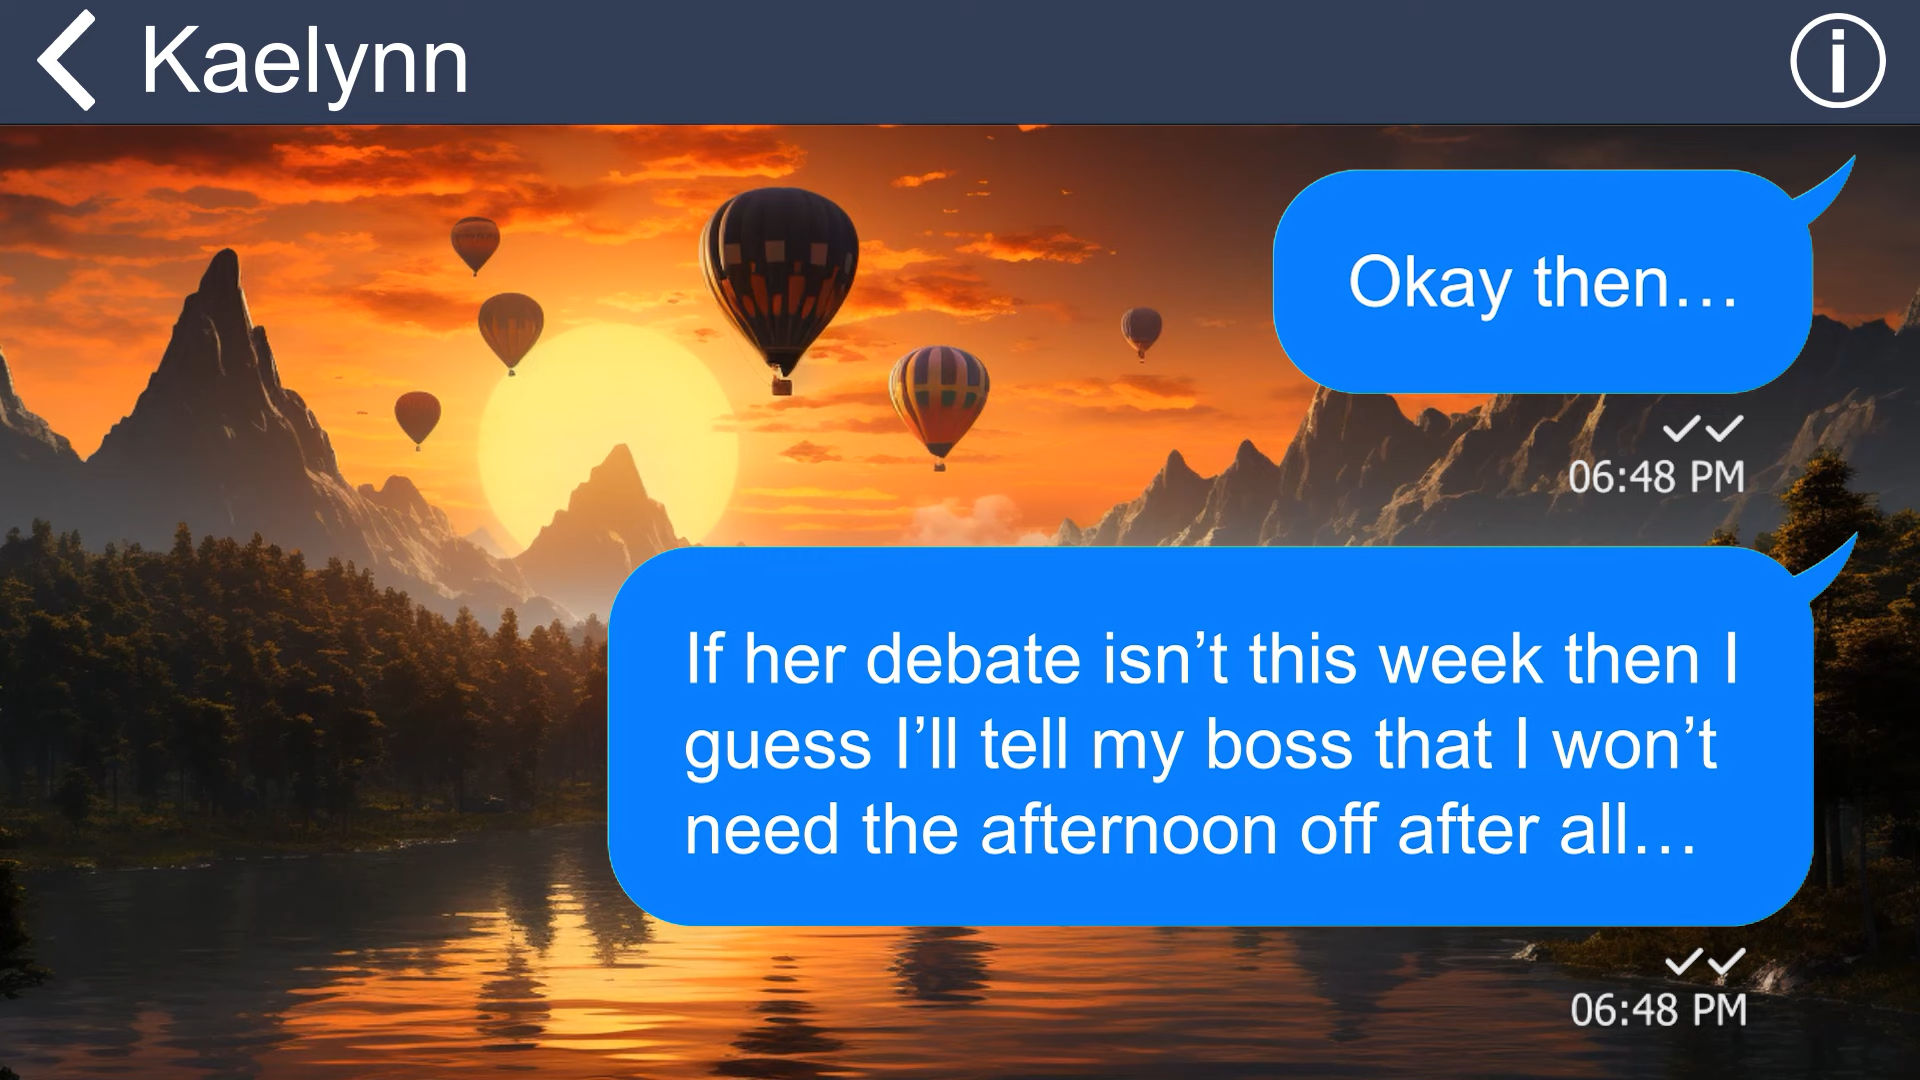 Kaelynn
Okay then…
06:48 PM
If her debate isn’t this week then I
guess I’ll tell my boss that I won’t
need the afternoon off after all…
06:48 PM